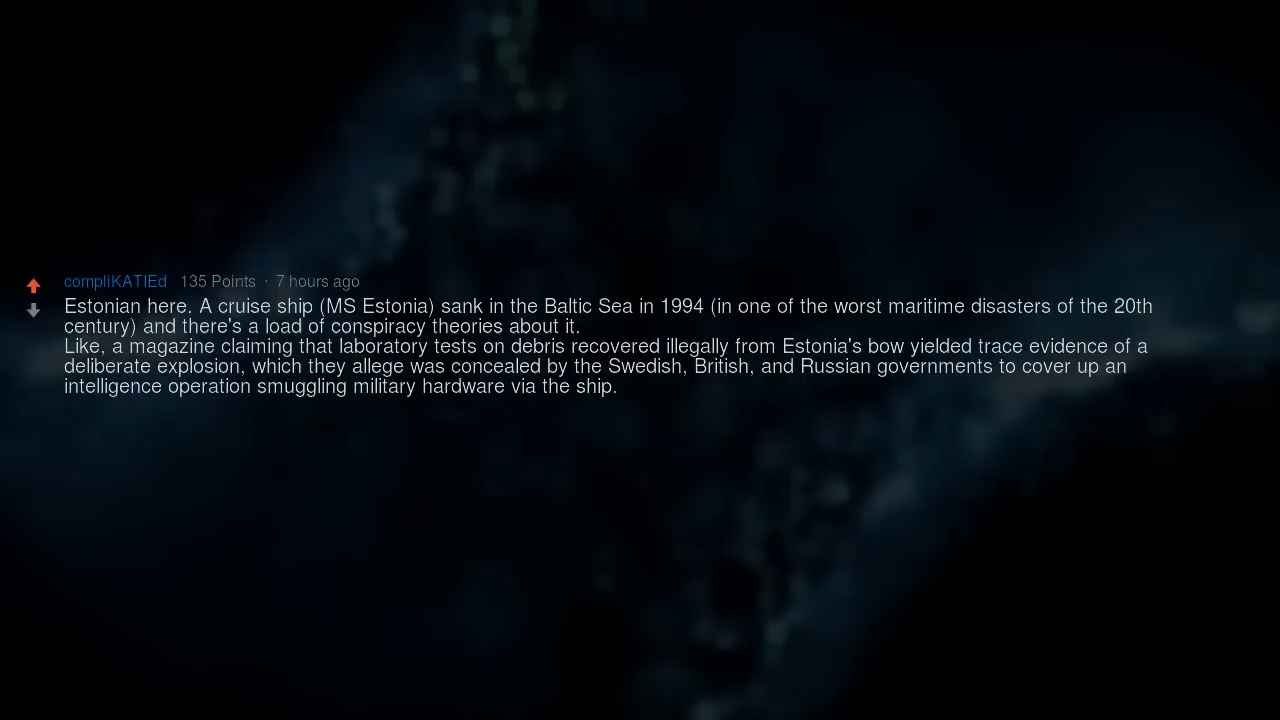 compliKATIEd 135 Points · 7 hours ago
Estonian here. A cruise ship (MS Estonia) sank in the Baltic Sea in 1994 (in one of the worst maritime disasters of the 20th
century) and there's a load of conspiracy theories about it.
Like, a magazine claiming that laboratory tests on debris recovered illegally from Estonia's bow yielded trace evidence of a
deliberate explosion, which they allege was concealed by the Swedish, British, and Russian governments to cover up an
intelligence operation smuggling military hardware via the ship.